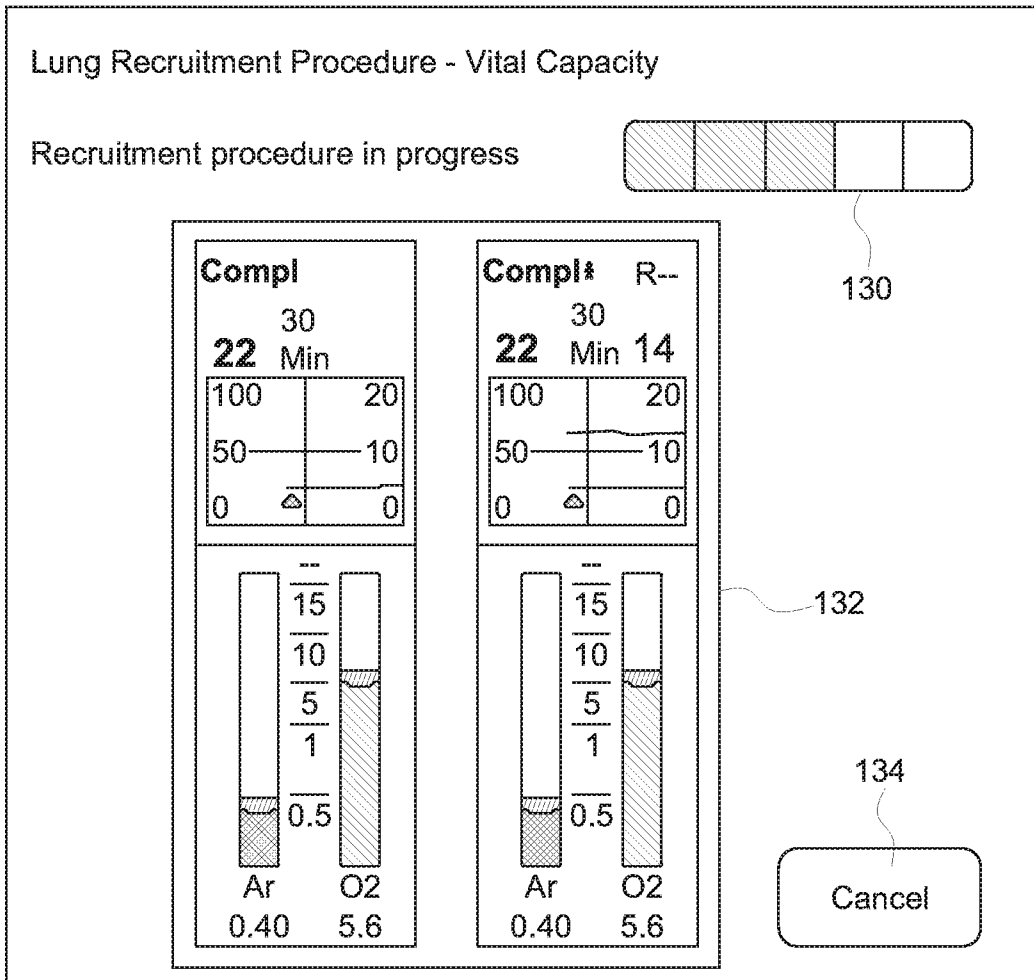 Lung Recruitment Procedure - Vital Capacity
Recruitment procedure in progress
130
Compl
30
22 Min
100 20
50 10
0 0
--
15
10
5
1
0.5
Ar O2
0.40 5.6
Compl R--
30
22 Min 14
100 20
50 10
0 0
--
15
10
5
1
0.5
Ar O2
0.40 5.6
132
134
Cancel